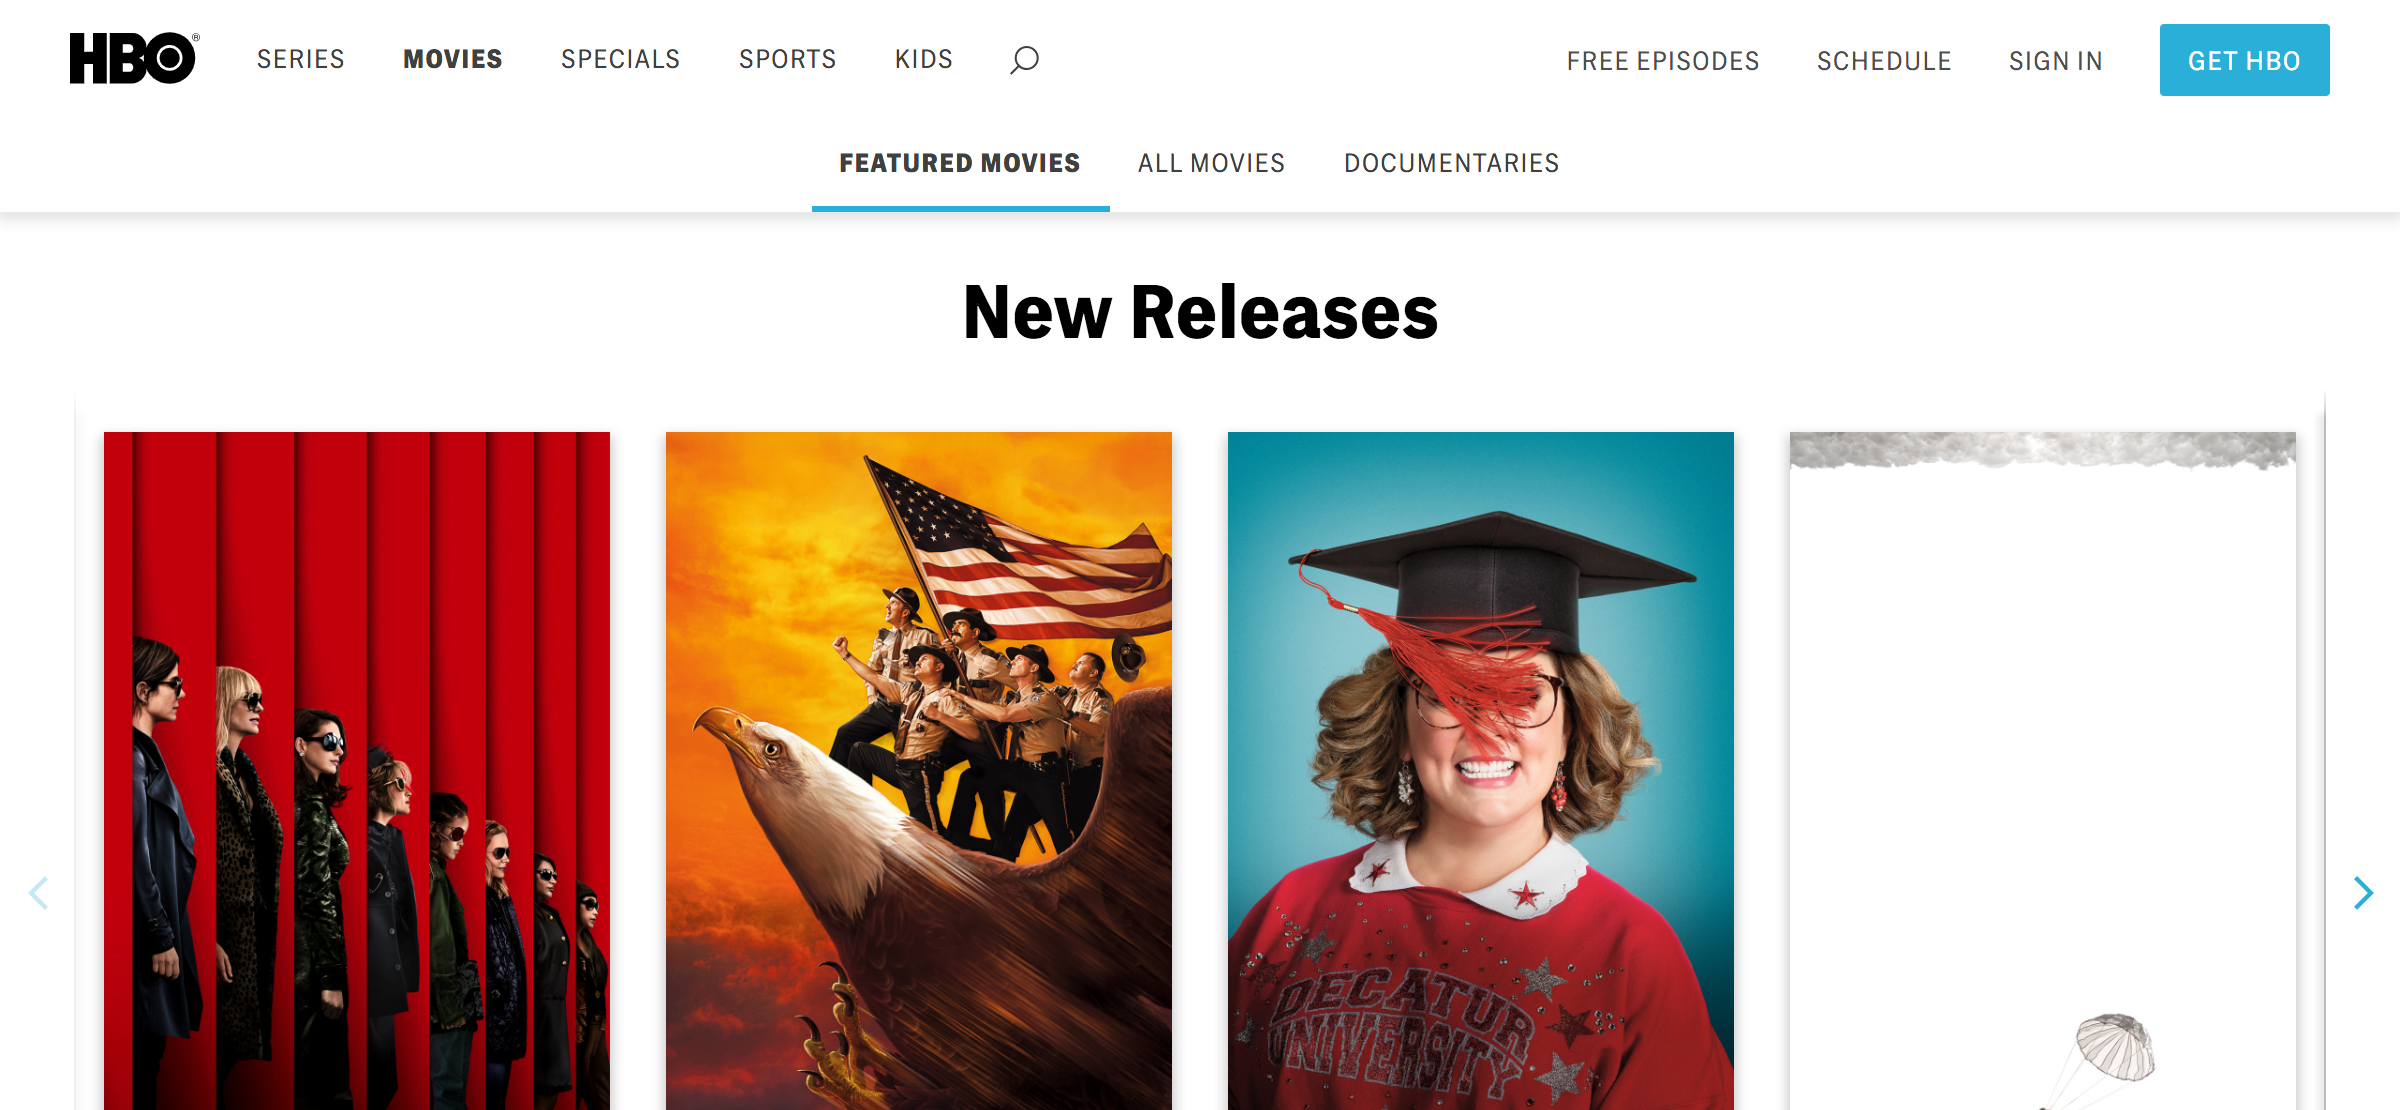 HBO®
SERIES
MOVIES
SPECIALS
SPORTS
KIDS
FREE EPISODES
SCHEDULE
SIGN IN
GET HBO
FEATURED MOVIES
ALL MOVIES
DOCUMENTARIES
New Releases
DECATUR
UNIVERSITY